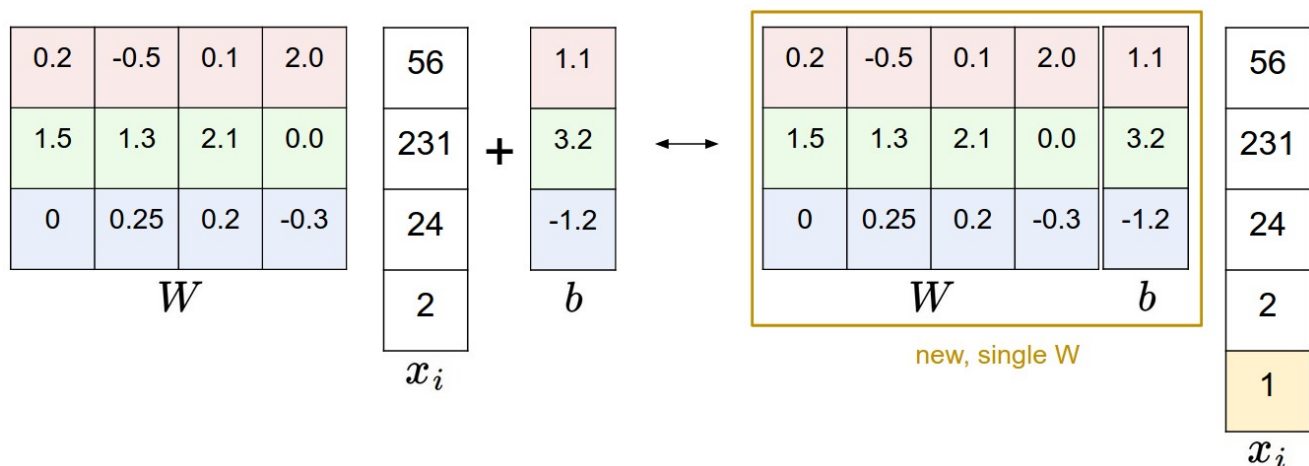 0.2 -0.5 0.1 2.0 56 1.1 0.2 -0.5 0.1 2.0 1.1 56
1.5 1.3 2.1 0.0 231 + 3.2 ↔ 1.5 1.3 2.1 0.0 3.2 231
0 0.25 0.2 -0.3 24 -1.2 0 0.25 0.2 -0.3 -1.2 24
W 2 b W b 2
new, single W
x_i 1
x_i